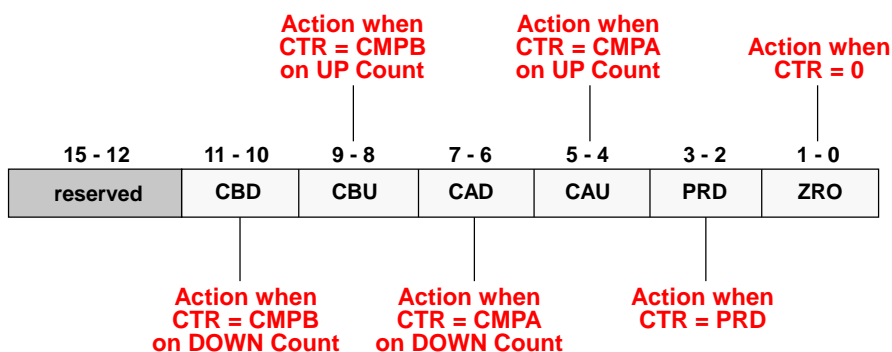 Action when
CTR = CMPB
on UP Count
Action when
CTR = CMPA
on UP Count
Action when
CTR = 0
15 - 12
11 - 10
9 - 8
7 - 6
5 - 4
3 - 2
1 - 0
reserved
CBD
CBU
CAD
CAU
PRD
ZRO
Action when
CTR = CMPB
on DOWN Count
Action when
CTR = CMPA
on DOWN Count
Action when
CTR = PRD